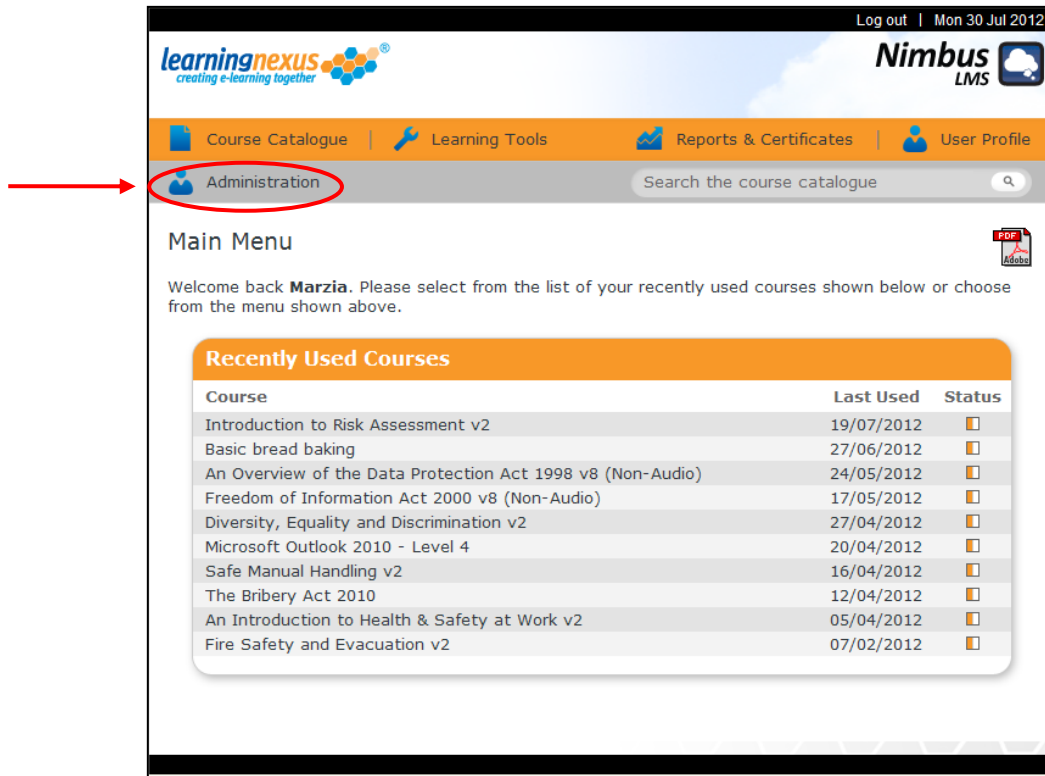 Log out | Mon 30 Jul 2012
learningnexus®
creating e-learning together
Nimbus
LMS
Course Catalogue | Learning Tools Reports & Certificates | User Profile
Administration Search the course catalogue
Main Menu
PDF
Adobe
Welcome back Marzia. Please select from the list of your recently used courses shown below or choose
from the menu shown above.
Recently Used Courses
Course Last Used Status
Introduction to Risk Assessment v2 19/07/2012
Basic bread baking 27/06/2012
An Overview of the Data Protection Act 1998 v8 (Non-Audio) 24/05/2012
Freedom of Information Act 2000 v8 (Non-Audio) 17/05/2012
Diversity, Equality and Discrimination v2 27/04/2012
Microsoft Outlook 2010 - Level 4 20/04/2012
Safe Manual Handling v2 16/04/2012
The Bribery Act 2010 12/04/2012
An Introduction to Health & Safety at Work v2 05/04/2012
Fire Safety and Evacuation v2 07/02/2012